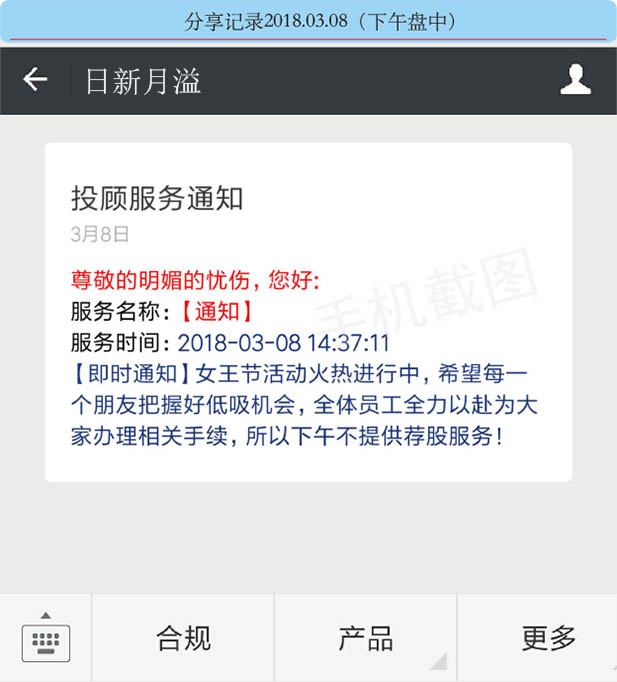 分享记录2018.03.08（下午盘中）
日新月溢
投顾服务通知
3月8日
尊敬的明媚的忧伤，您好：
服务名称：【通知】
服务时间：2018-03-08 14:37:11
【即时通知】女王节活动火热进行中，希望每一
个朋友把握好低吸机会，全体员工全力以赴为大
家办理相关手续，所以下午不提供荐股服务！
手机截图
合规
产品
更多